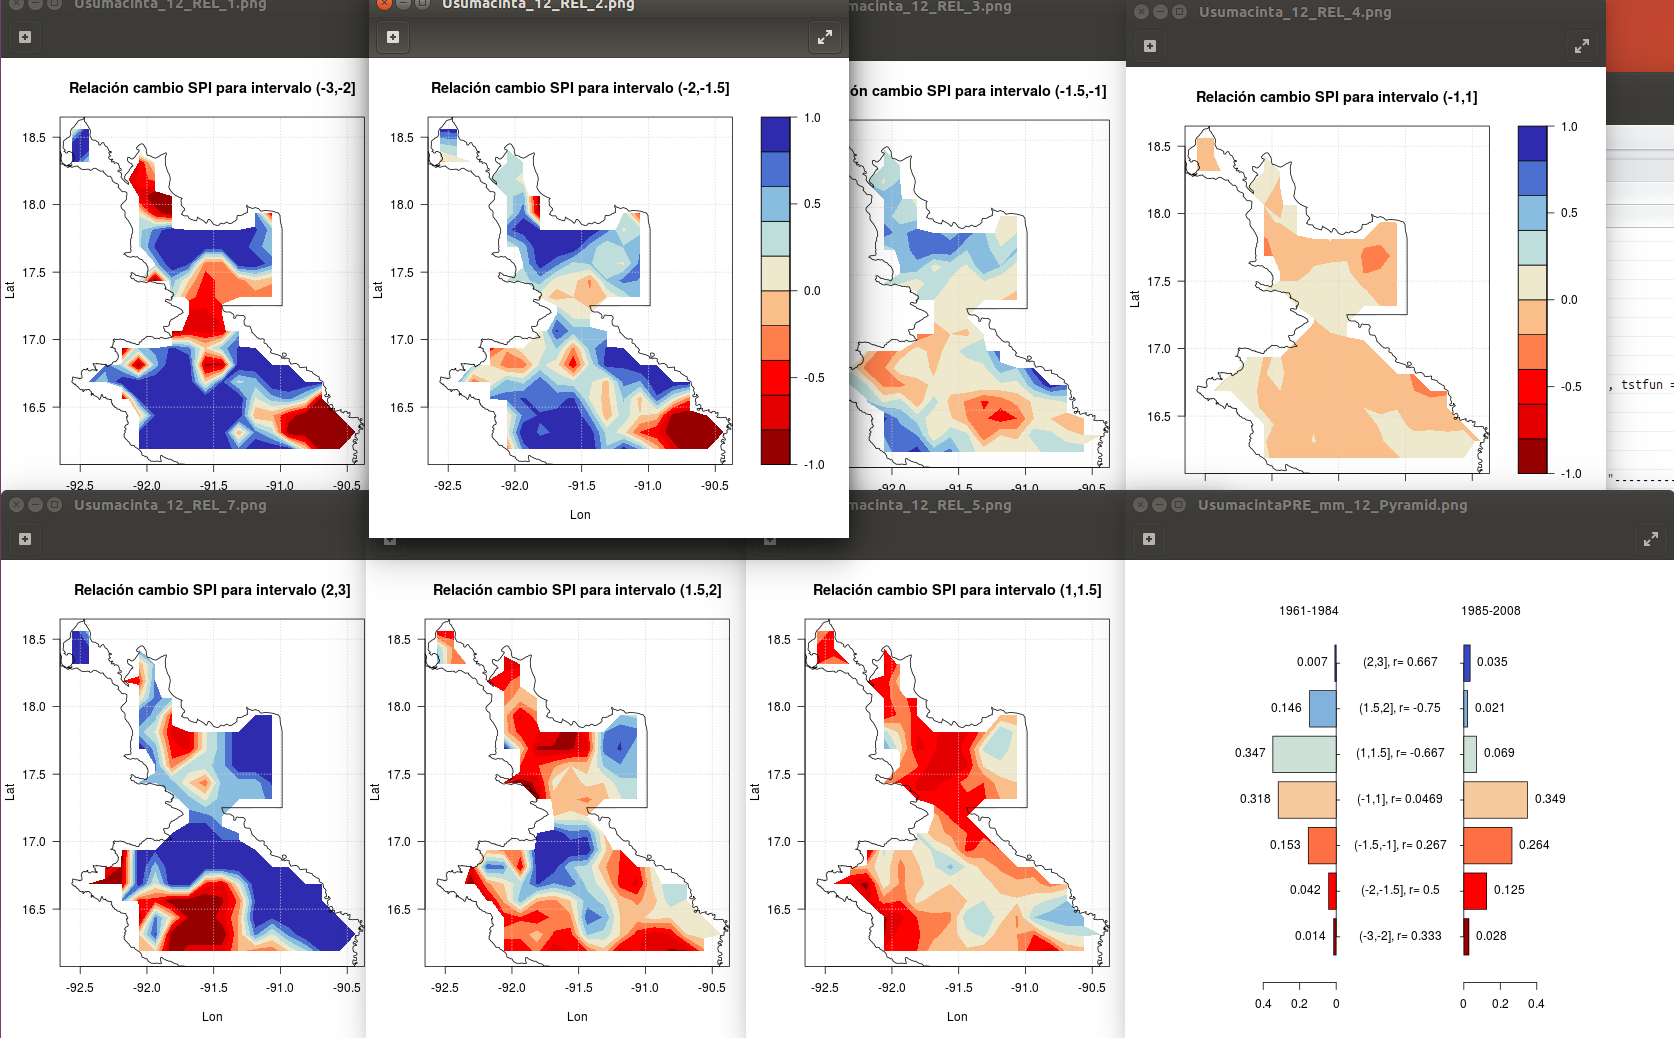 Usumacinta_12_REL_1.png
Relación cambio SPI para intervalo (-3,-2]
18.5
18.0
17.5
17.0
16.5
Lat
-92.5 -92.0 -91.5 -91.0 -90.5
Usumacinta_12_REL_2.png
Relación cambio SPI para intervalo (-2,-1.5]
18.5
18.0
17.5
17.0
16.5
Lat
-92.5 -92.0 -91.5 -91.0 -90.5
Lon
1.0
0.5
0.0
-0.5
-1.0
macinta_12_REL_3.png
ón cambio SPI para intervalo (-1.5,-1]
-92.0 -91.5 -91.0 -90.5
Usumacinta_12_REL_4.png
Relación cambio SPI para intervalo (-1,1]
18.5
18.0
17.5
17.0
16.5
Lat
1.0
0.5
0.0
-0.5
-1.0
, tstfun =
"---------
Usumacinta_12_REL_7.png
Relación cambio SPI para intervalo (2,3]
18.5
18.0
17.5
17.0
16.5
Lat
-92.5 -92.0 -91.5 -91.0 -90.5
Lon
Relación cambio SPI para intervalo (1.5,2]
18.5
18.0
17.5
17.0
16.5
Lat
-92.5 -92.0 -91.5 -91.0 -90.5
Lon
macinta_12_REL_5.png
Relación cambio SPI para intervalo (1,1.5]
18.5
18.0
17.5
17.0
16.5
Lat
-92.5 -92.0 -91.5 -91.0 -90.5
Lon
UsumacintaPRE_mm_12_Pyramid.png
1961-1984 1985-2008
0.007 (2,3], r= 0.667 0.035
0.146 (1.5,2], r= -0.75 0.021
0.347 (1,1.5], r= -0.667 0.069
0.318 (-1,1], r= 0.0469 0.349
0.153 (-1.5,-1], r= 0.267 0.264
0.042 (-2,-1.5], r= 0.5 0.125
0.014 (-3,-2], r= 0.333 0.028
0.4 0.2 0 0 0.2 0.4